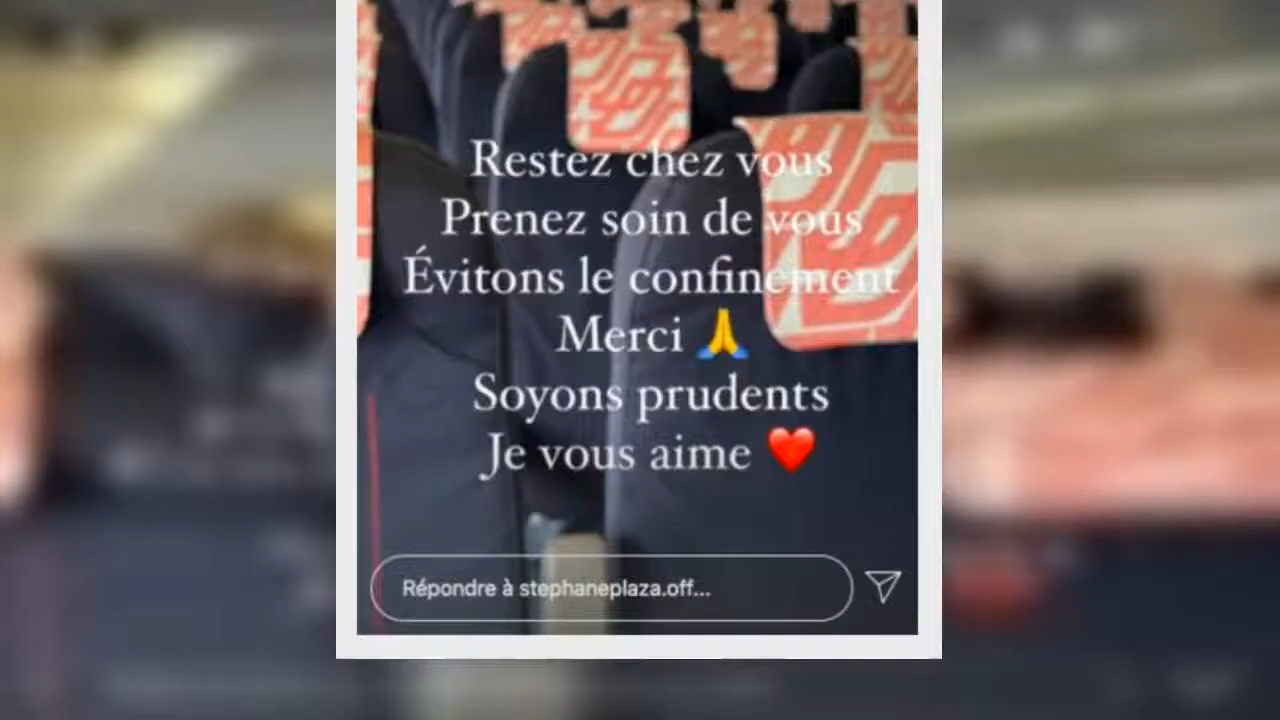 Restez chez vous
Prenez soin de vous
Évitons le confinement
Merci 🙏
Soyons prudents
Je vous aime ❤️
Répondre à stephaneplaza.off...